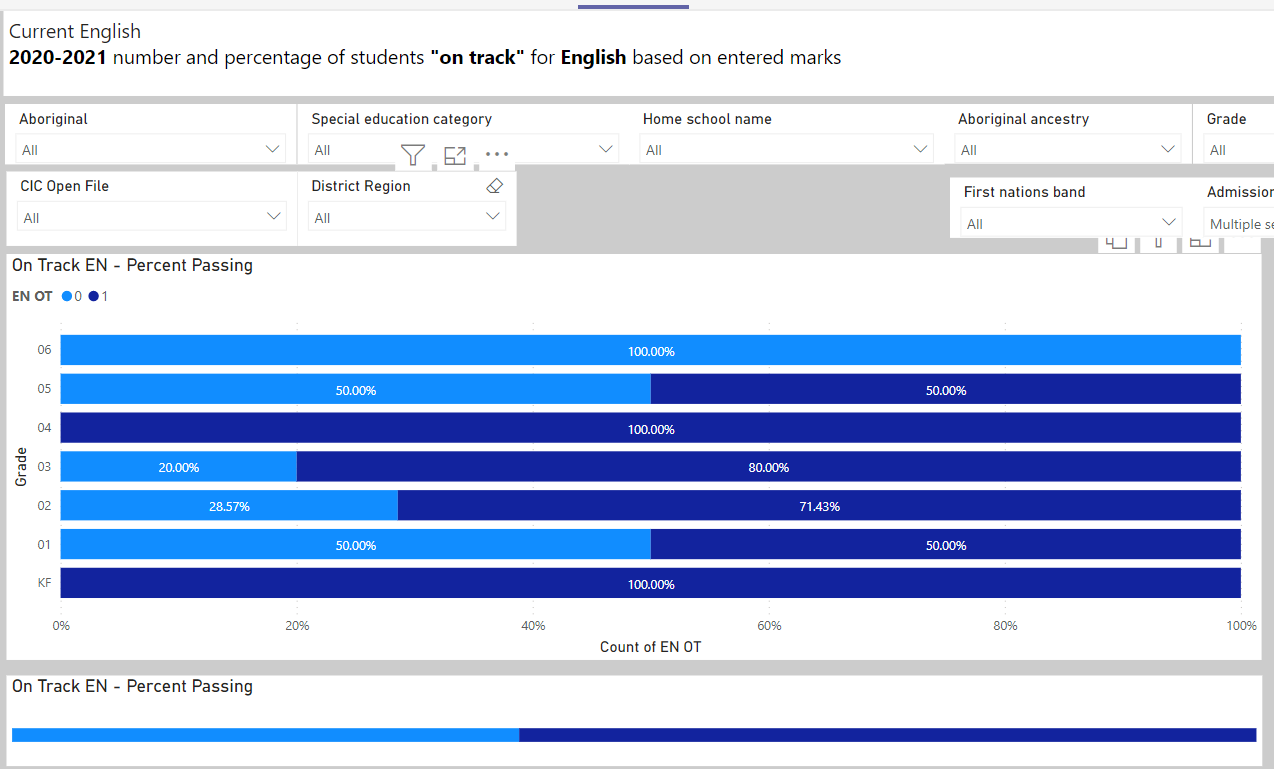 Current English
2020-2021 number and percentage of students "on track" for English based on entered marks
Aboriginal
Special education category
Home school name
Aboriginal ancestry
Grade
All
All
All
All
All
CIC Open File
District Region
First nations band
Admission
All
All
All
Multiple se
On Track EN - Percent Passing
EN OT 0 1
06 100.00%
05 50.00% 50.00%
04 100.00%
03 20.00% 80.00%
02 28.57% 71.43%
01 50.00% 50.00%
KF 100.00%
Grade
0% 20% 40% 60% 80% 100%
Count of EN OT
On Track EN - Percent Passing